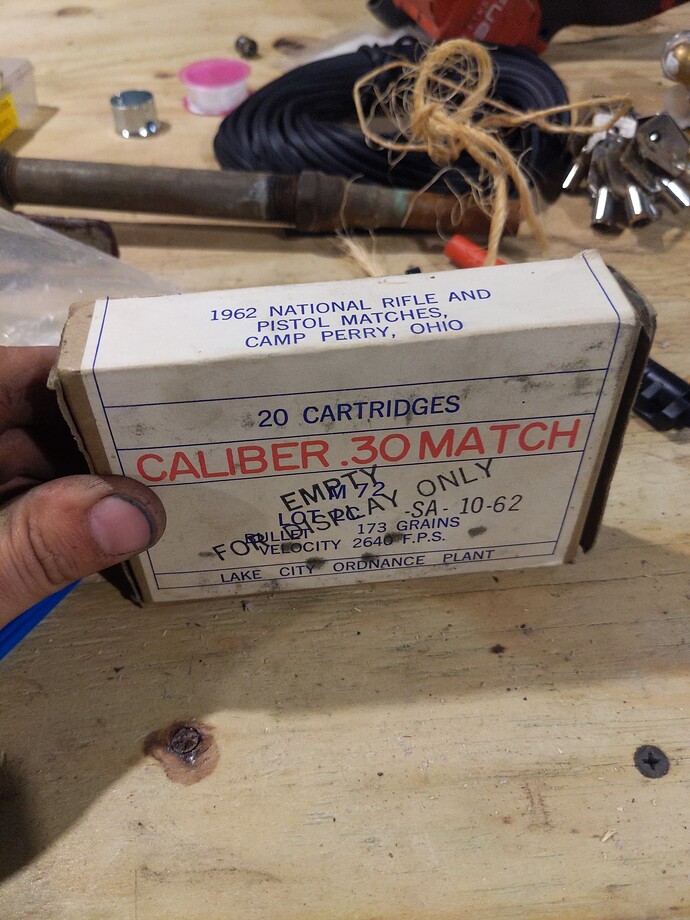 1962 NATIONAL RIFLE AND
PISTOL MATCHES,
CAMP PERRY, OHIO
20 CARTRIDGES
CALIBER .30 MATCH
EMPTY
FOR DISPLAY ONLY
M 72
LOT -SA- 10-62
BULLET 173 GRAINS
VELOCITY 2640 F.P.S.
LAKE CITY ORDNANCE PLANT